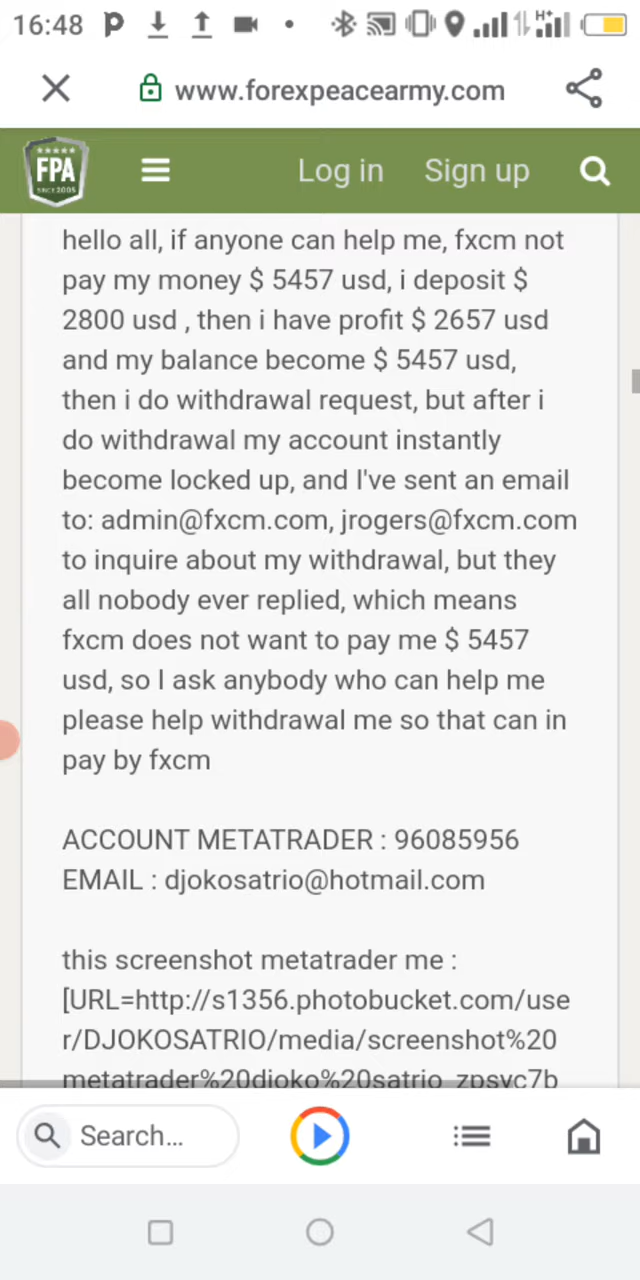 16:48
H+
www.forexpeacearmy.com
FPA
SINCE 2005
Log in
Sign up
hello all, if anyone can help me, fxcm not
pay my money $ 5457 usd, i deposit $
2800 usd , then i have profit $ 2657 usd
and my balance become $ 5457 usd,
then i do withdrawal request, but after i
do withdrawal my account instantly
become locked up, and I've sent an email
to: admin@fxcm.com, jrogers@fxcm.com
to inquire about my withdrawal, but they
all nobody ever replied, which means
fxcm does not want to pay me $ 5457
usd, so I ask anybody who can help me
please help withdrawal me so that can in
pay by fxcm
ACCOUNT METATRADER : 96085956
EMAIL : djokosatrio@hotmail.com
this screenshot metatrader me :
[URL=http://s1356.photobucket.com/use
r/DJOKOSATRIO/media/screenshot%20
metatrader%20djoko%20satrio_zpsyc7b
Search...